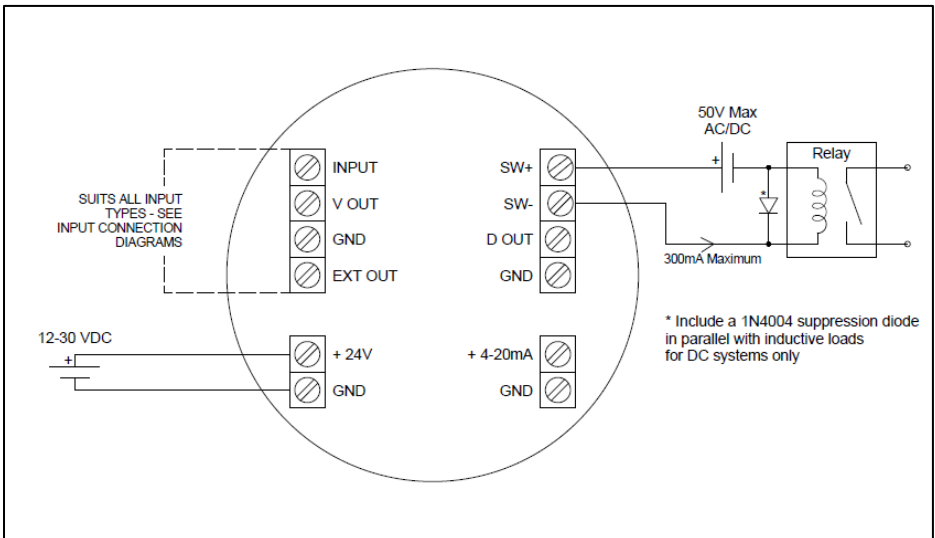 50V Max
AC/DC
+
Relay
*
INPUT
V OUT
GND
EXT OUT
SW+
SW-
D OUT
GND
300mA Maximum
SUITS ALL INPUT
TYPES - SEE
INPUT CONNECTION
DIAGRAMS
12-30 VDC
+
+ 24V
GND
+ 4-20mA
GND
* Include a 1N4004 suppression diode
in parallel with inductive loads
for DC systems only